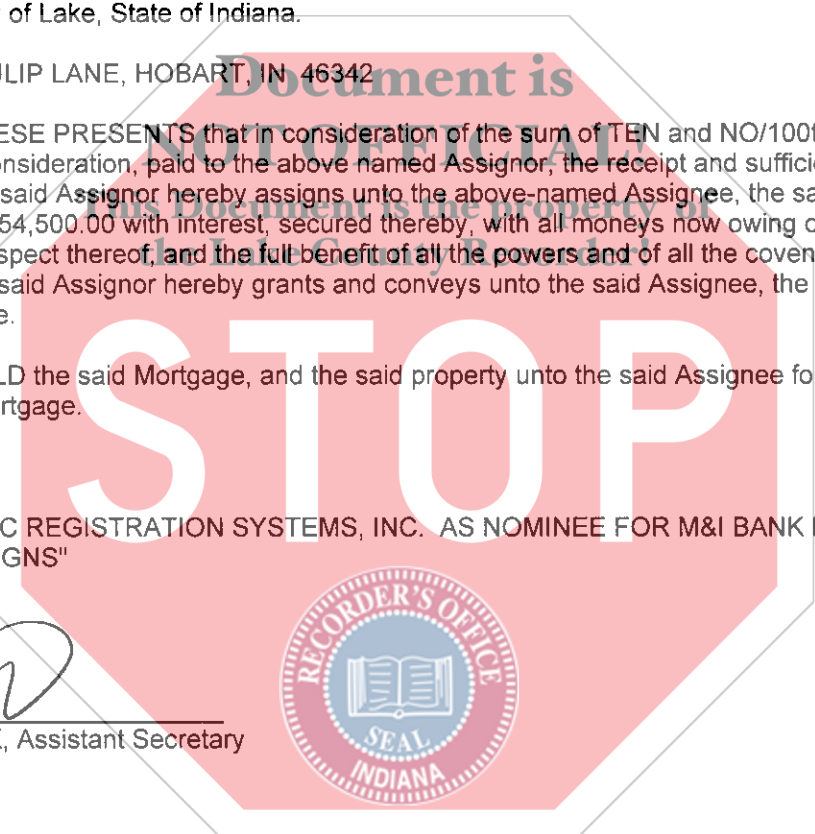 of Lake, State of Indiana.
LIP LANE, HOBART, IN 46342
Document is
ESE PRESENTS that in consideration of the sum of TEN and NO/100
NOT OFFICIAL!
nsideration, paid to the above named Assignor, the receipt and suffici
said Assignor hereby assigns unto the above-named Assignee, the sa
This Document is the property of
54,500.00 with interest, secured thereby, with all moneys now owing
spect thereof, and the full benefit of all the powers and of all the coven
the Lake County Recorder!
said Assignor hereby grants and conveys unto the said Assignee, the
e.
LD the said Mortgage, and the said property unto the said Assignee fo
rtgage.
STOP
C REGISTRATION SYSTEMS, INC. AS NOMINEE FOR M&I BANK
GNS"
RECORDER'S OFFICE
SEAL
INDIANA
, Assistant Secretary